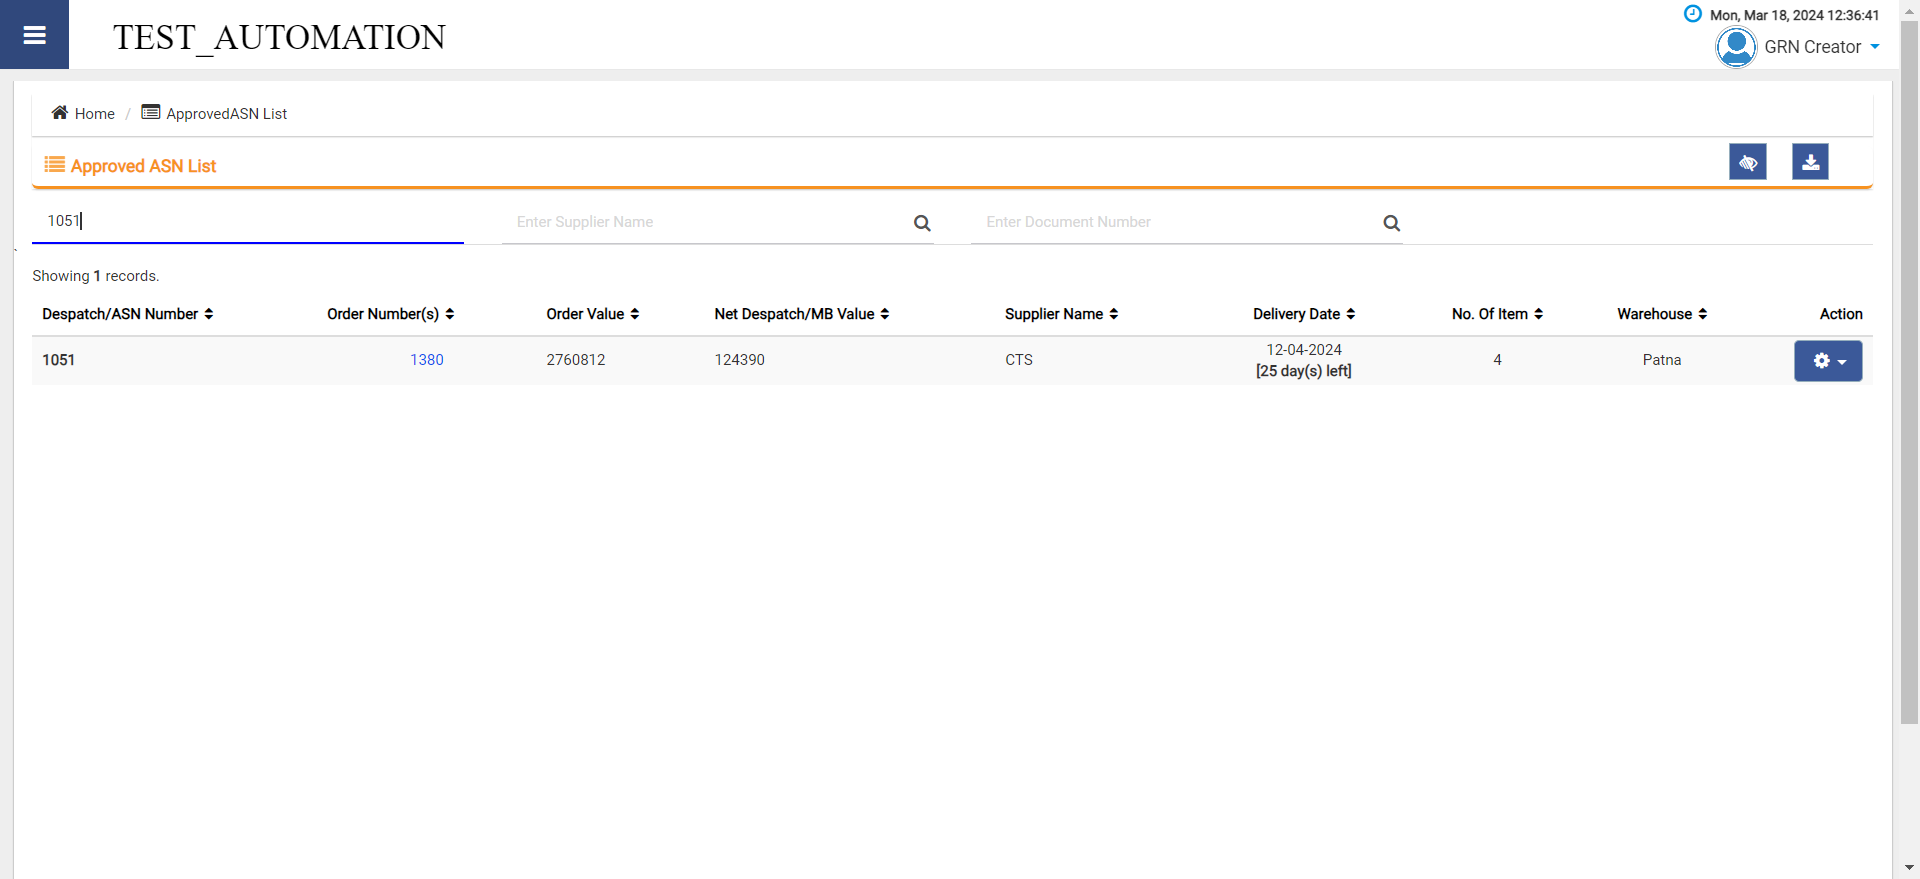 TEST_AUTOMATION
Mon, Mar 18, 2024 12:36:41
GRN Creator
Home / ApprovedASN List
Approved ASN List
1051 Enter Supplier Name Enter Document Number
Showing 1 records.
Despatch/ASN Number Order Number(s) Order Value Net Despatch/MB Value Supplier Name Delivery Date No. Of Item Warehouse Action
1051 1380 2760812 124390 CTS 12-04-2024 4 Patna
[25 day(s) left]